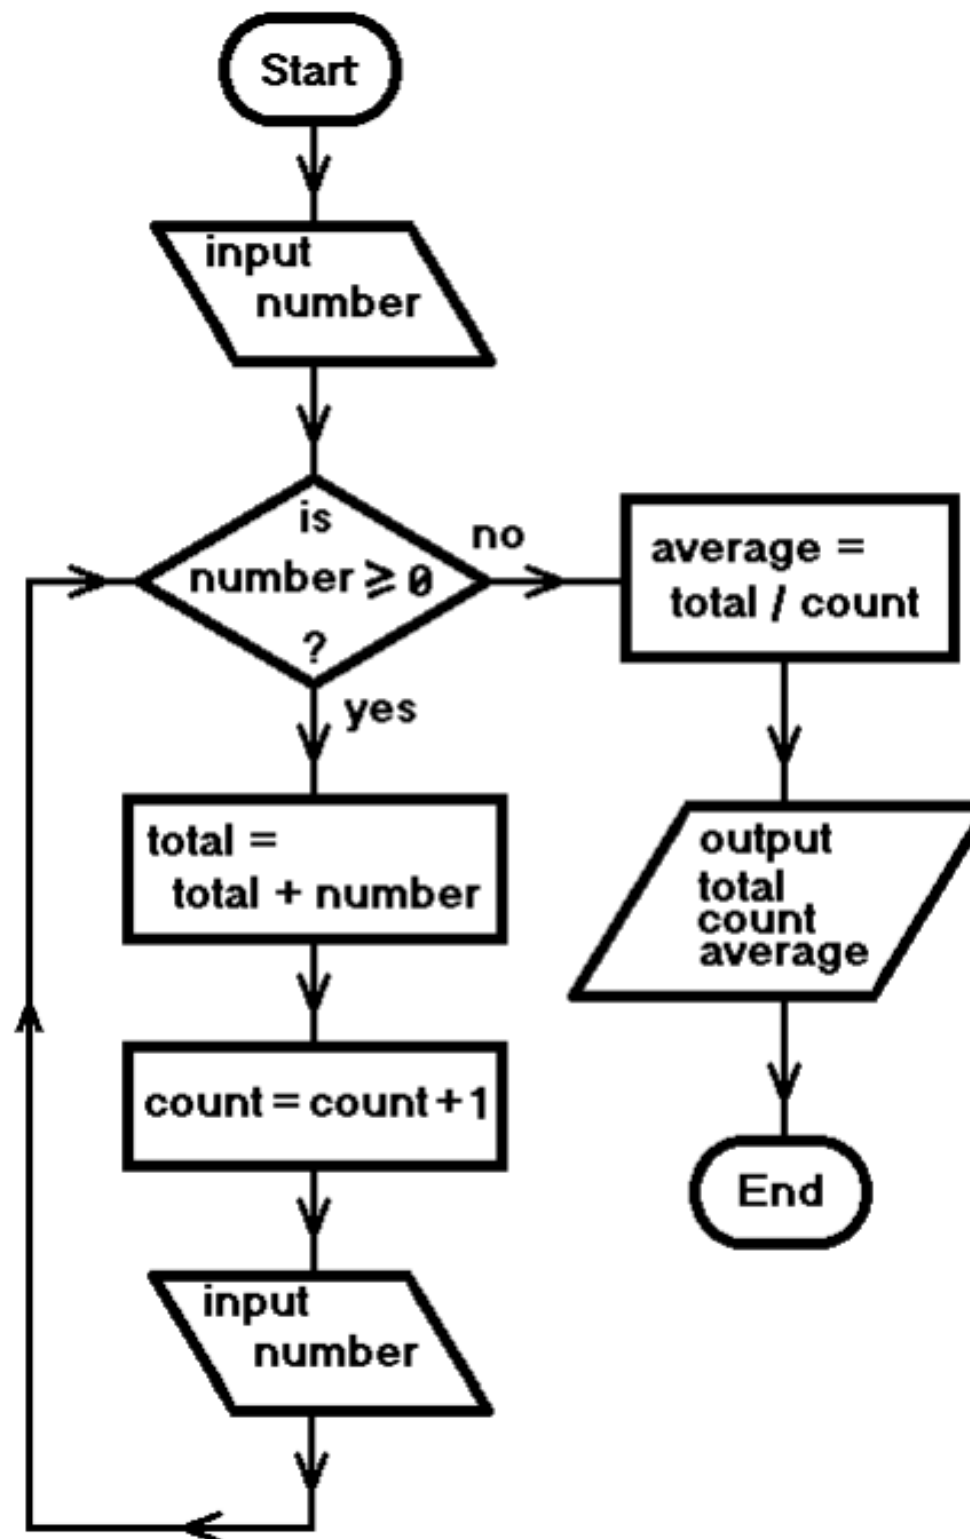 Start
input
number
is
number ≥ 0
?
no
yes
average =
total / count
total =
total + number
output
total
count
average
count = count + 1
End
input
number